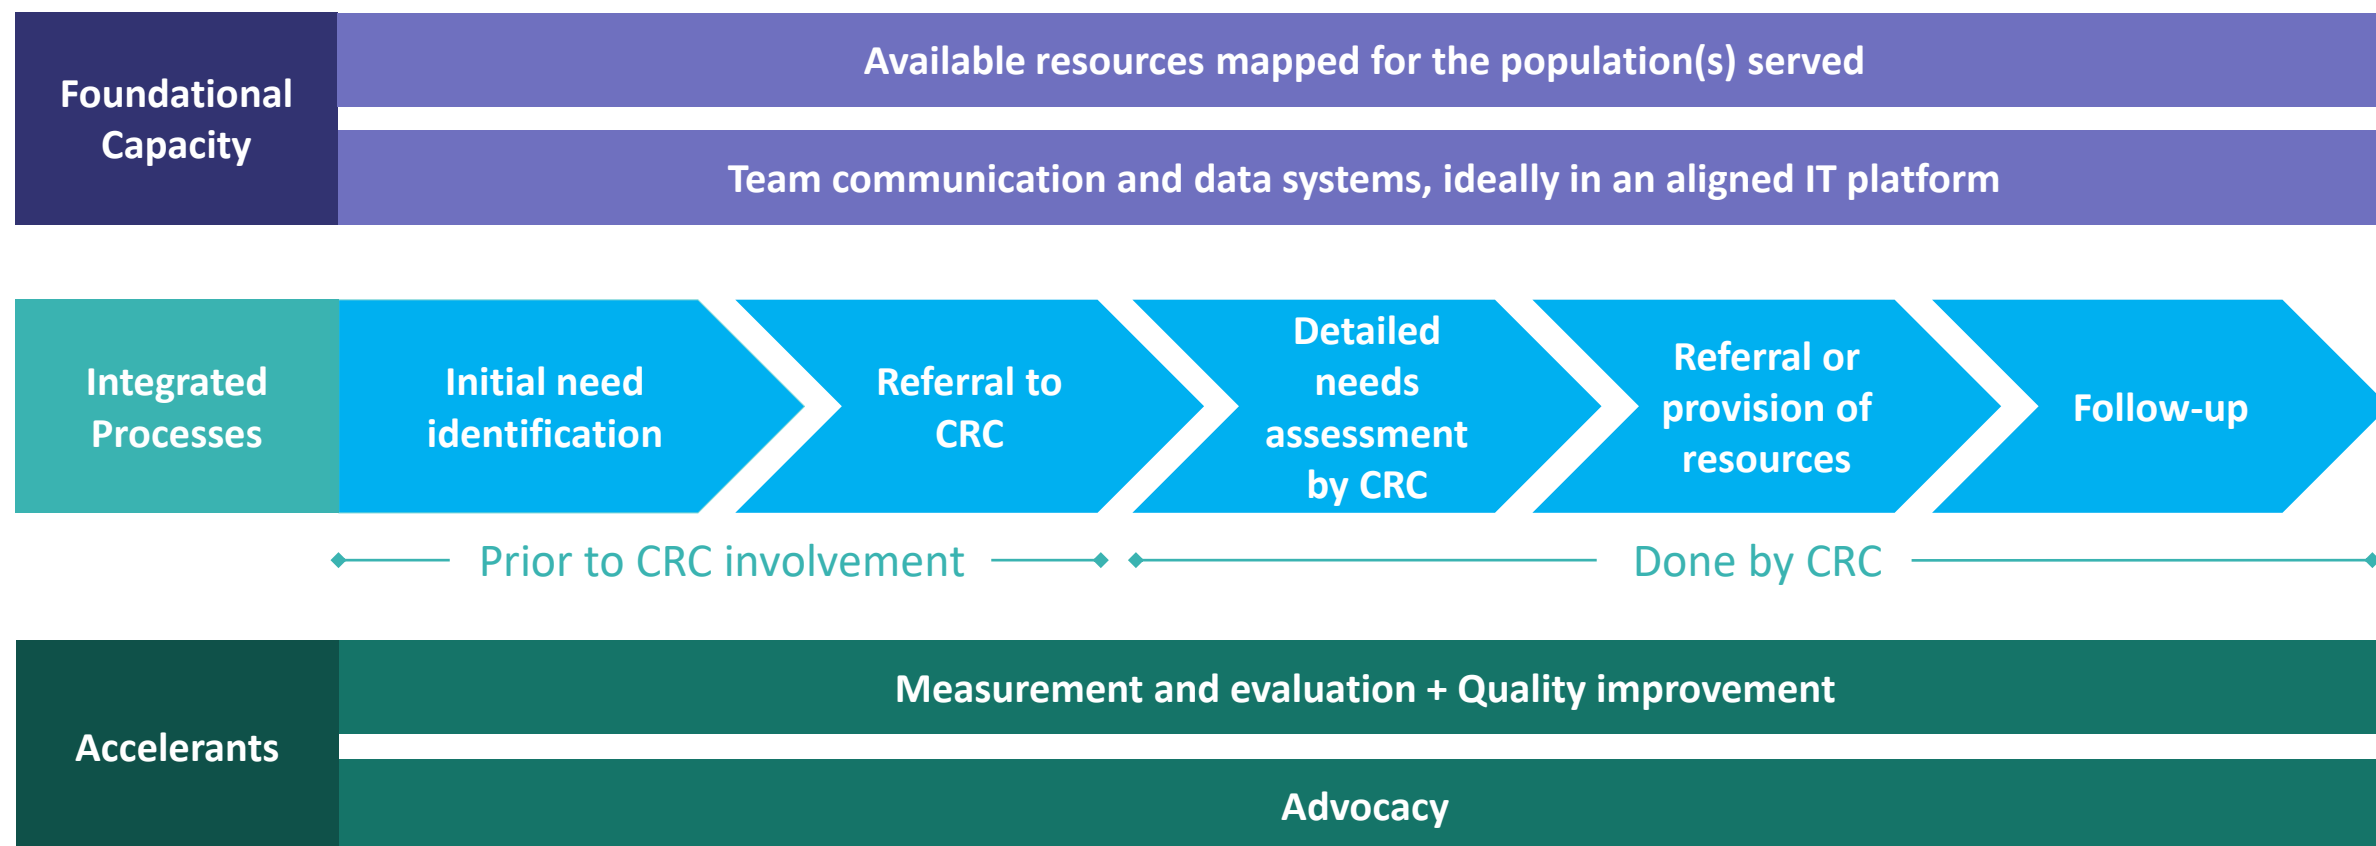 Foundational
Capacity
Available resources mapped for the population(s) served
Team communication and data systems, ideally in an aligned IT platform
Integrated
Processes
Initial need
identification
Referral to
CRC
Detailed
needs
assessment
by CRC
Referral or
provision of
resources
Follow-up
Prior to CRC involvement
Done by CRC
Accelerants
Measurement and evaluation + Quality improvement
Advocacy